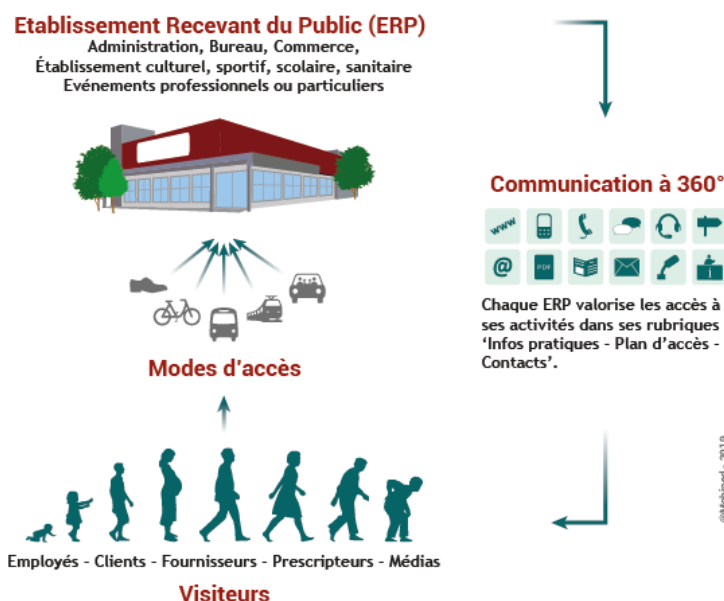 Etablissement Recevant du Public (ERP)
Administration, Bureau, Commerce,
Établissement culturel, sportif, scolaire, sanitaire
Evénements professionnels ou particuliers
Modes d'accès
Employés - Clients - Fournisseurs - Prescripteurs - Médias
Visiteurs
Communication à 360°
www
@
PDF
i
Chaque ERP valorise les accès à
ses activités dans ses rubriques
‘Infos pratiques - Plan d’accès -
Contacts’.